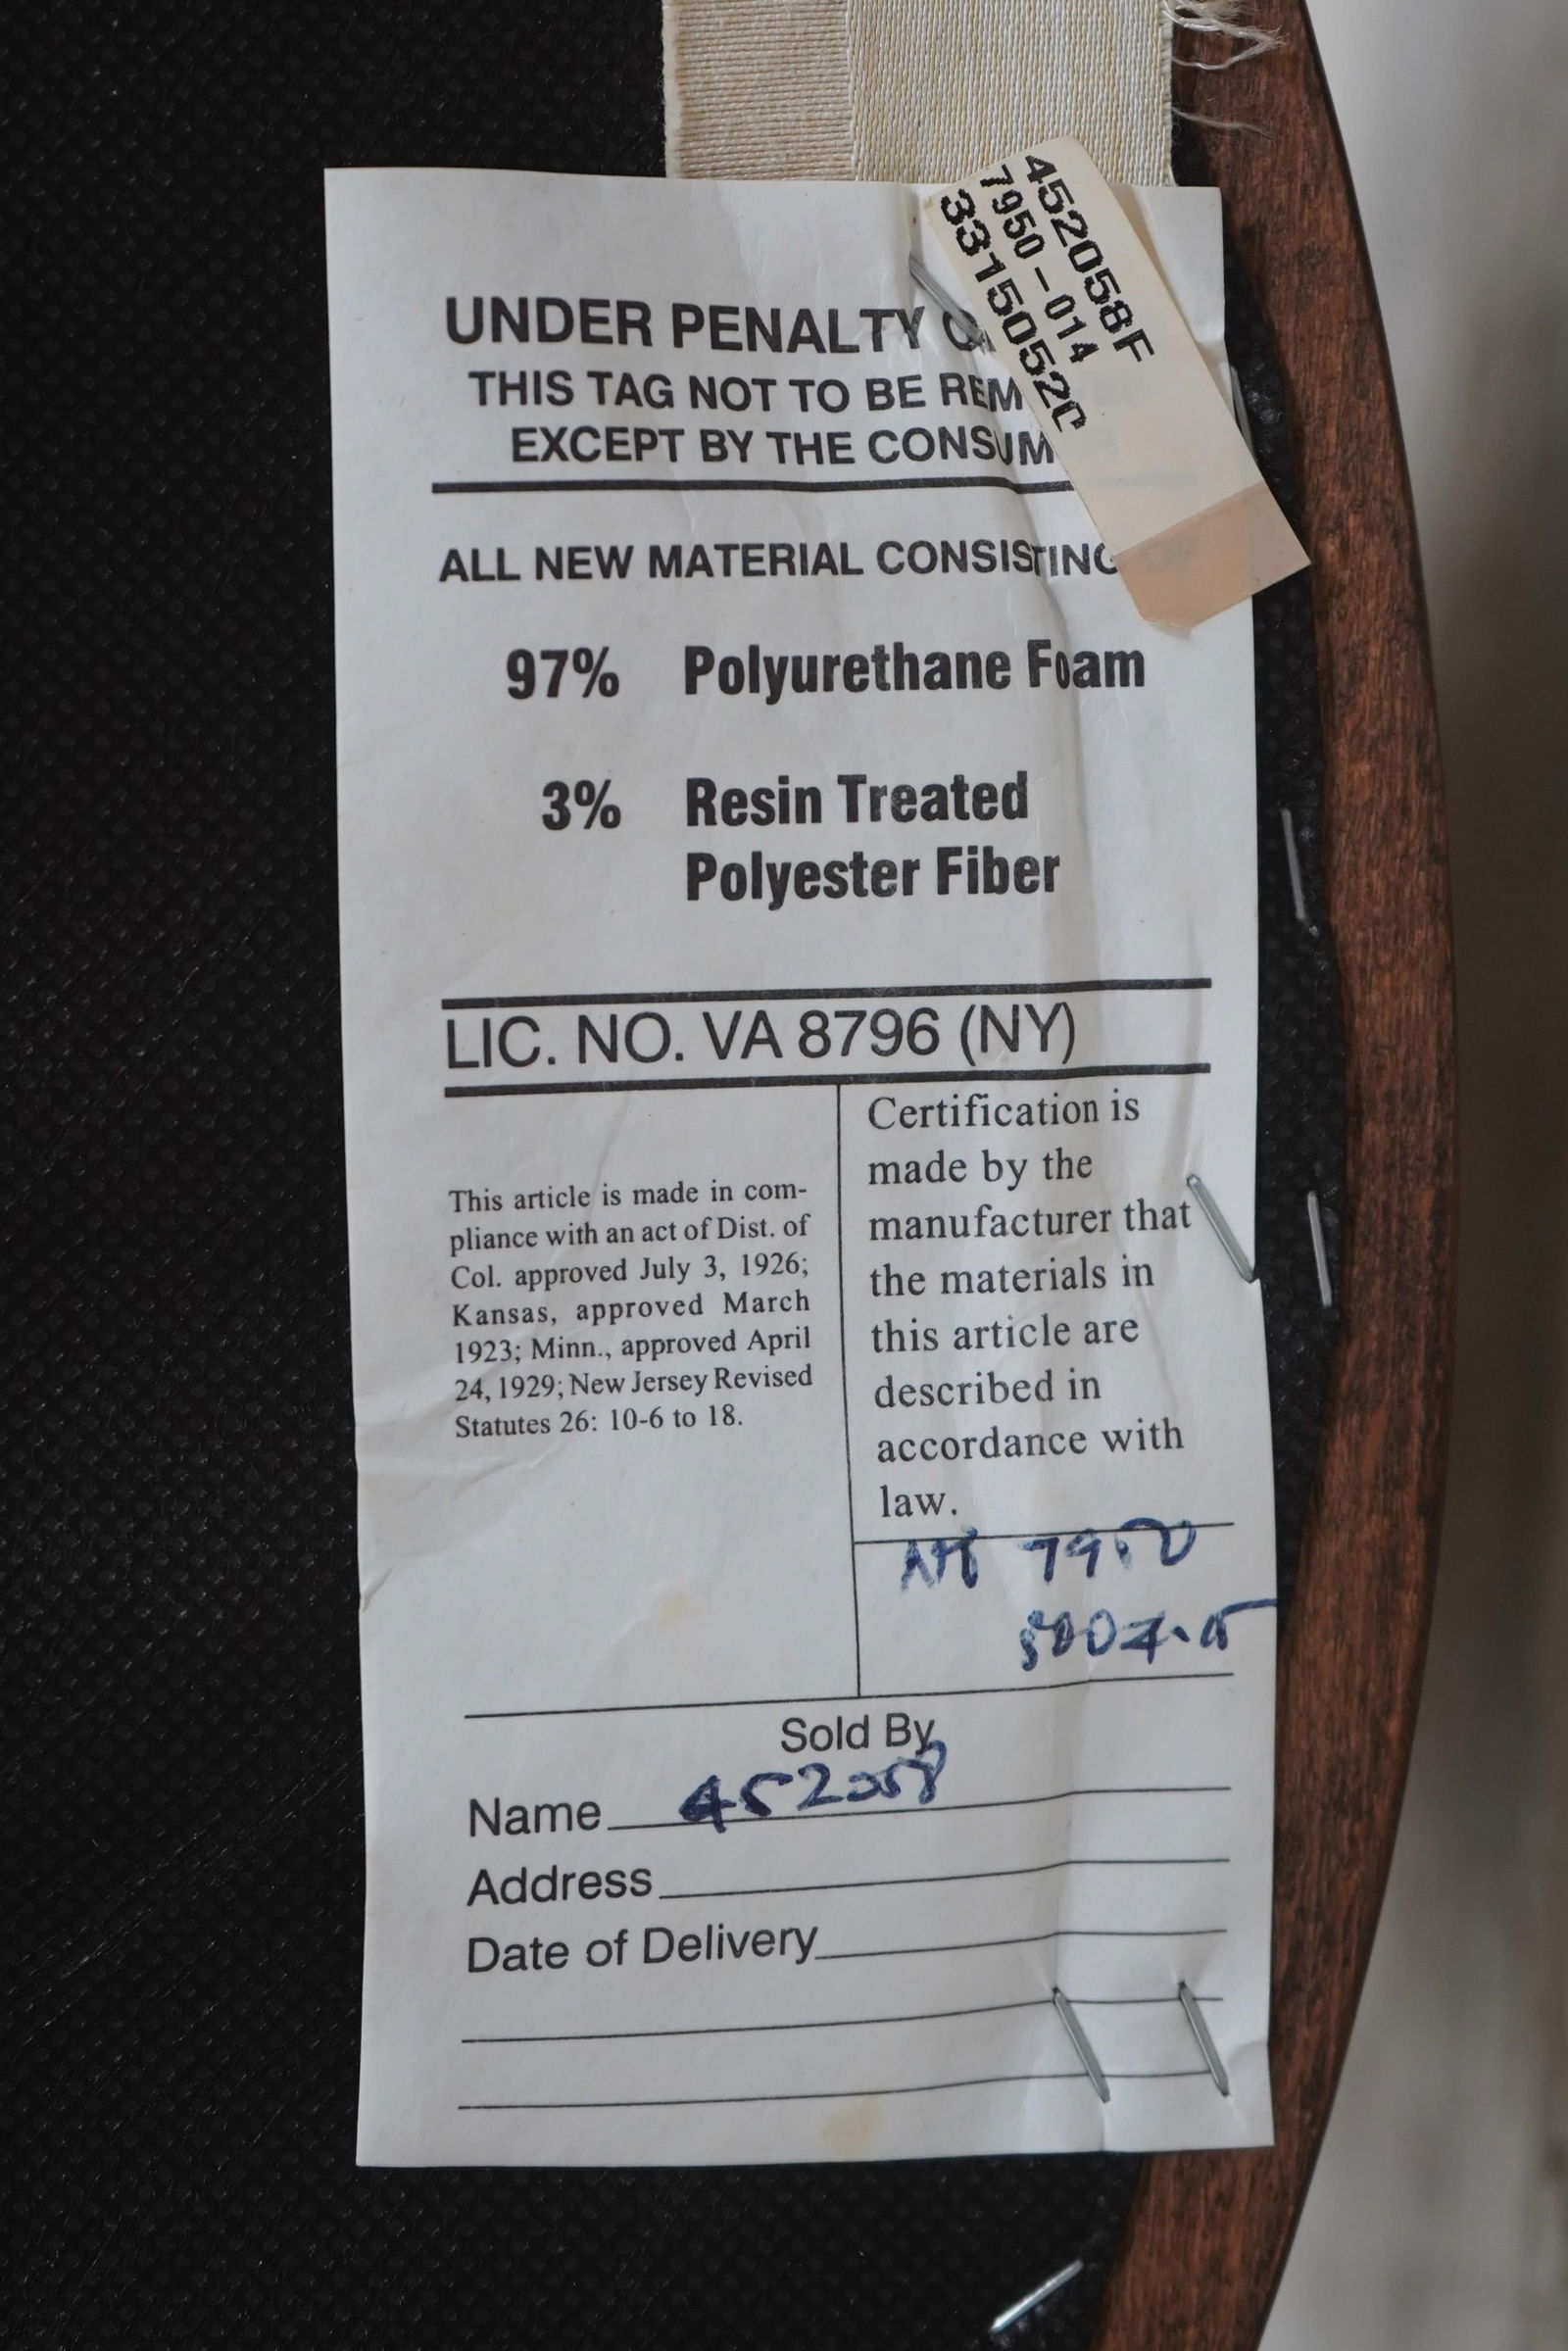 452058F
7950-014
33150520
UNDER PENALTY
THIS TAG NOT TO BE REM
EXCEPT BY THE CONSUM
ALL NEW MATERIAL CONSISTING
97% Polyurethane Foam
3% Resin Treated
Polyester Fiber
LIC. NO. VA 8796 (NY)
This article is made in com-
pliance with an act of Dist. of
Col. approved July 3, 1926;
Kansas, approved March
1923; Minn., approved April
24, 1929; New Jersey Revised
Statutes 26: 10-6 to 18.
Certification is
made by the
manufacturer that
the materials in
this article are
described in
accordance with
law.
7950
Sold By
Name 452058
Address
Date of Delivery